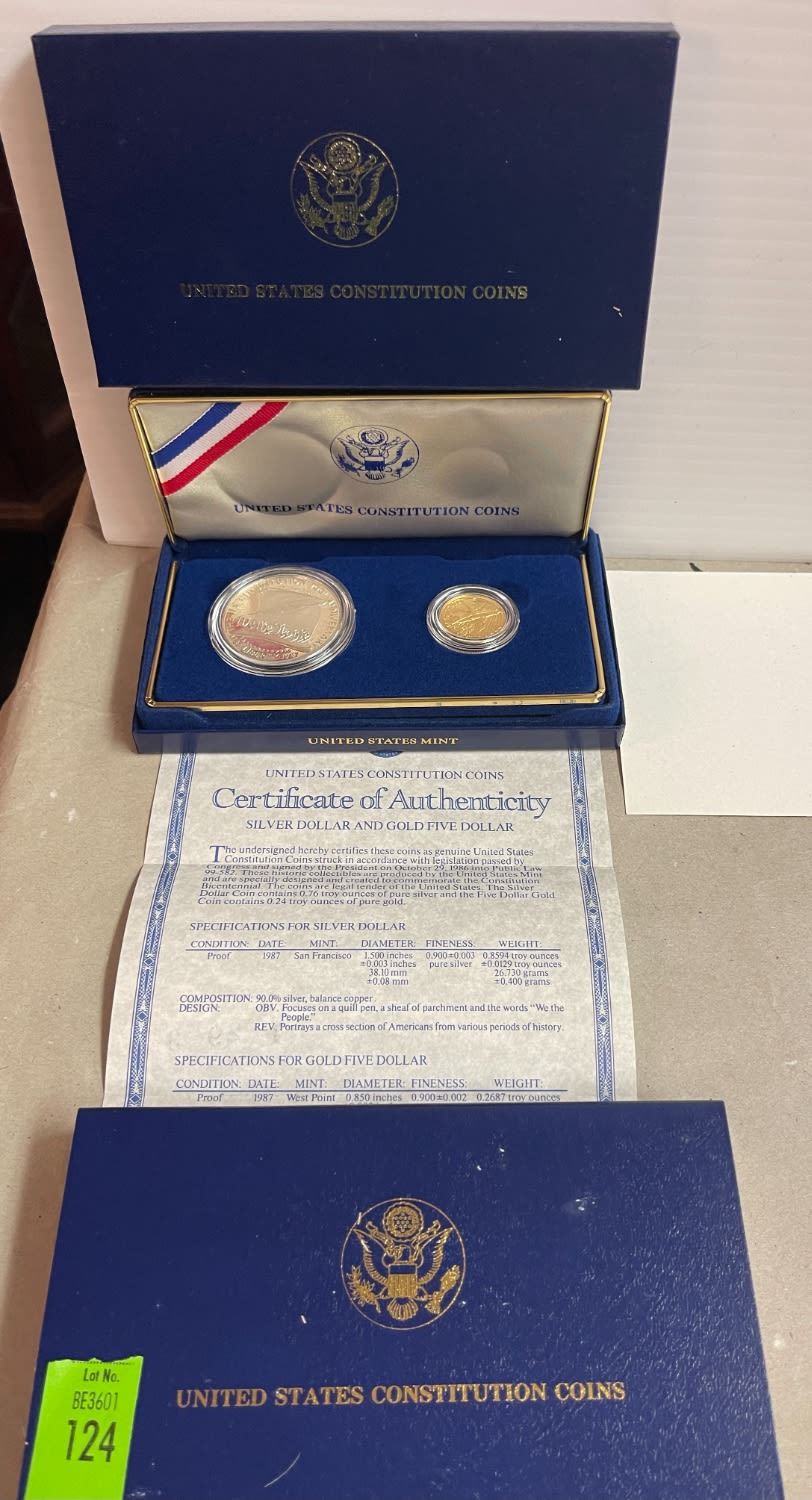 UNITED STATES CONSTITUTION COINS
UNITED STATES CONSTITUTION COINS
We the People
UNITED STATES MINT
UNITED STATES CONSTITUTION COINS
Certificate of Authenticity
SILVER DOLLAR AND GOLD FIVE DOLLAR
The undersigned hereby certifies these coins as genuine United States
Constitution Coins struck in accordance with legislation passed by
Congress and signed by the President on October 29, 1986 into Public Law
99-582. These historic collectibles are produced by the United States Mint
and are specially designed and created to commemorate the Constitution
Bicentennial. The coins are legal tender of the United States. The Silver
Dollar Coin contains 0.76 troy ounces of pure silver and the Five Dollar Gold
Coin contains 0.24 troy ounces of pure gold.
SPECIFICATIONS FOR SILVER DOLLAR
CONDITION: DATE: MINT: DIAMETER: FINENESS: WEIGHT:
Proof 1987 San Francisco 1.500 inches 0.900±0.003 0.8594 troy ounces
±0.003 inches pure silver ±0.0129 troy ounces
38.10 mm 26.730 grams
±0.08 mm ±0.400 grams
COMPOSITION: 90.0% silver, balance copper.
DESIGN: OBV. Focuses on a quill pen, a sheaf of parchment and the words "We the
People."
REV. Portrays a cross section of Americans from various periods of history.
SPECIFICATIONS FOR GOLD FIVE DOLLAR
CONDITION: DATE: MINT: DIAMETER: FINENESS: WEIGHT:
Proof 1987 West Point 0.850 inches 0.900±0.002 0.2687 troy ounces
UNITED STATES CONSTITUTION COINS
Lot No.
BE3601
124